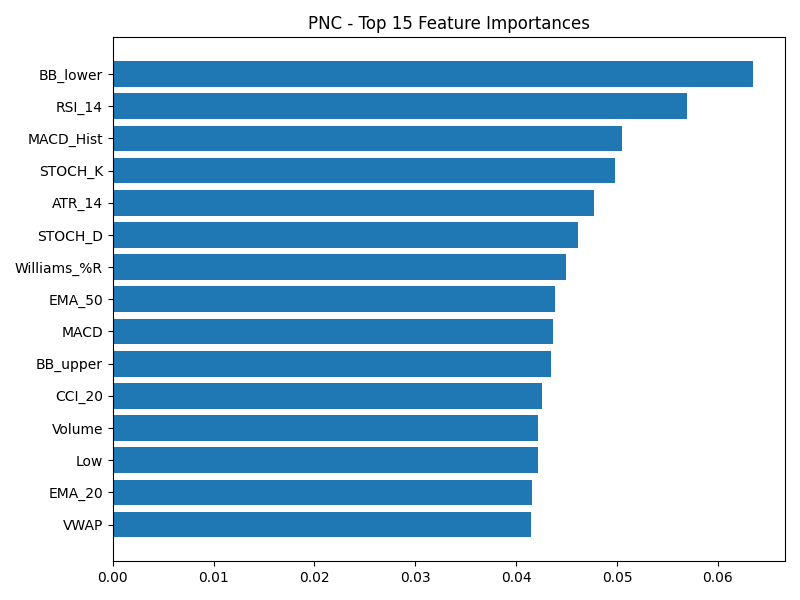 PNC - Top 15 Feature Importances
BB_lower
RSI_14
MACD_Hist
STOCH_K
ATR_14
STOCH_D
Williams_%R
EMA_50
MACD
BB_upper
CCI_20
Volume
Low
EMA_20
VWAP
0.00 0.01 0.02 0.03 0.04 0.05 0.06